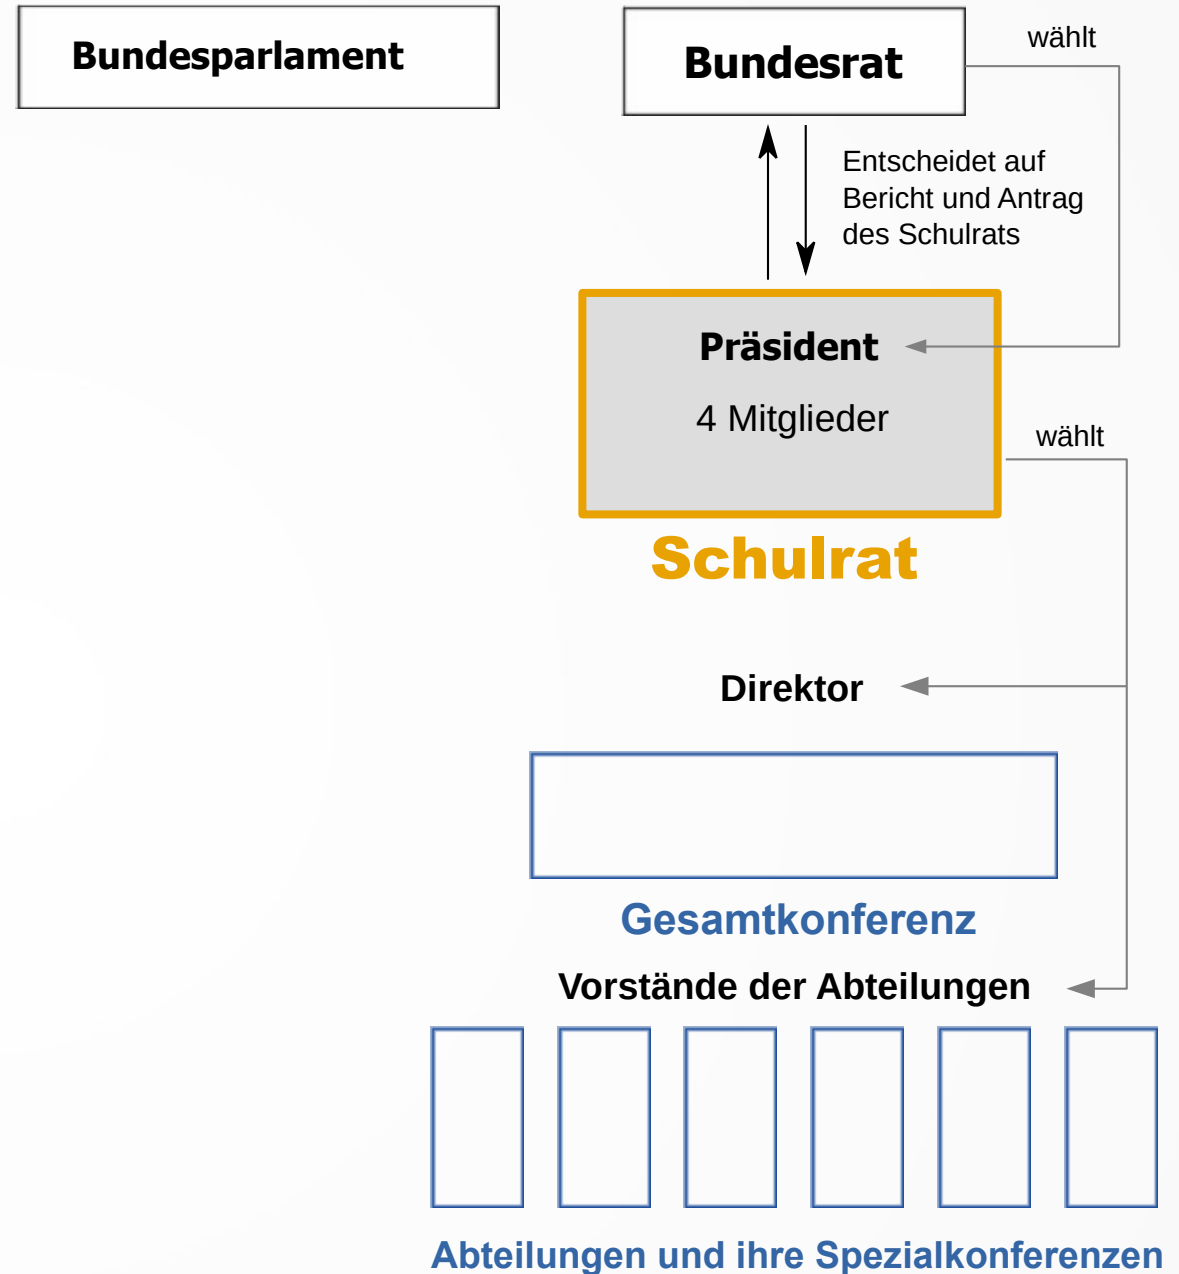 Bundesparlament
Bundesrat
wählt
Entscheidet auf
Bericht und Antrag
des Schulrats
Präsident
4 Mitglieder
wählt
Schulrat
Direktor
Gesamtkonferenz
Vorstände der Abteilungen
Abteilungen und ihre Spezialkonferenzen